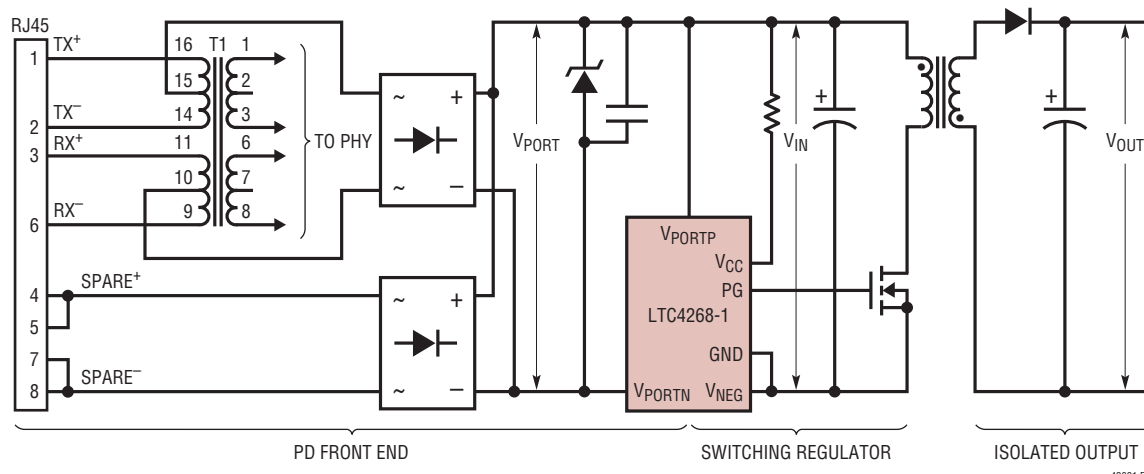 RJ45
TX+
1
16
T1
1
15
2
14
3
TX−
2
RX+
3
11
6
10
7
9
8
RX−
6
TO PHY
~
+
~
−
SPARE+
4
5
7
SPARE−
8
~
+
~
−
VPORT
VIN
+
+
VOUT
VPORTP
VCC
PG
LTC4268-1
GND
VPORTN
VNEG
PD FRONT END
SWITCHING REGULATOR
ISOLATED OUTPUT